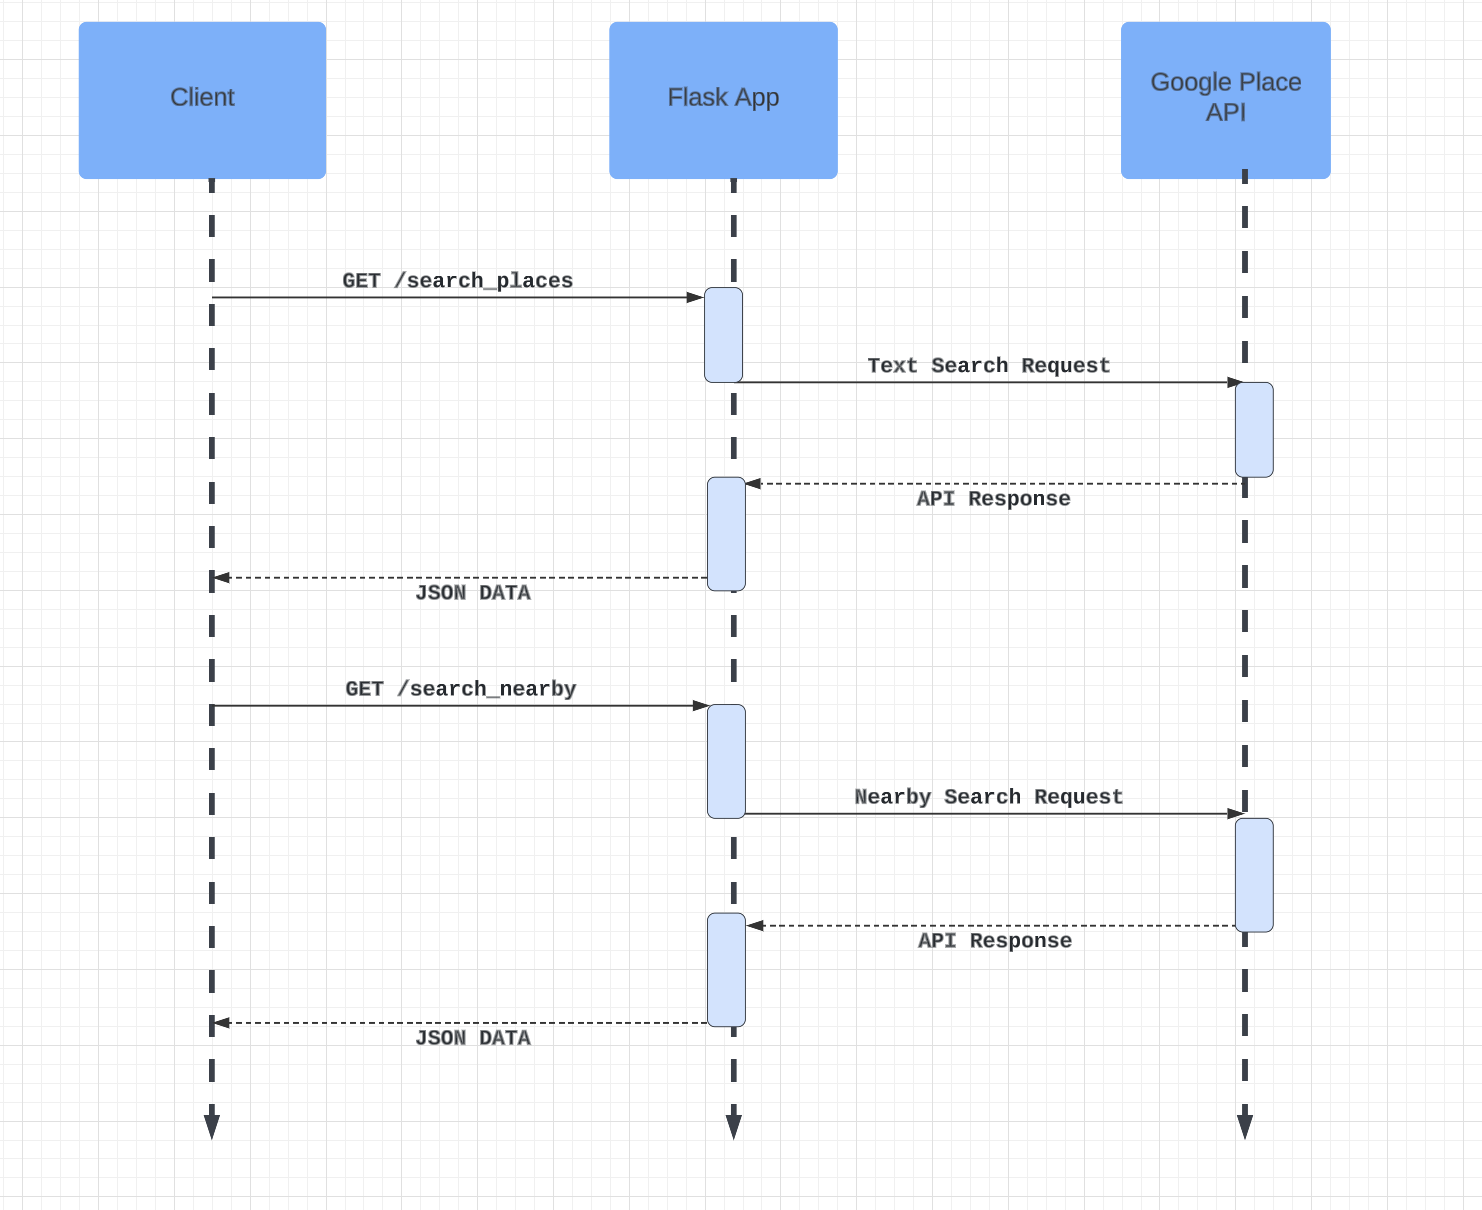 Client
Flask App
Google Place
API
GET /search_places
Text Search Request
API Response
JSON DATA
GET /search_nearby
Nearby Search Request
API Response
JSON DATA